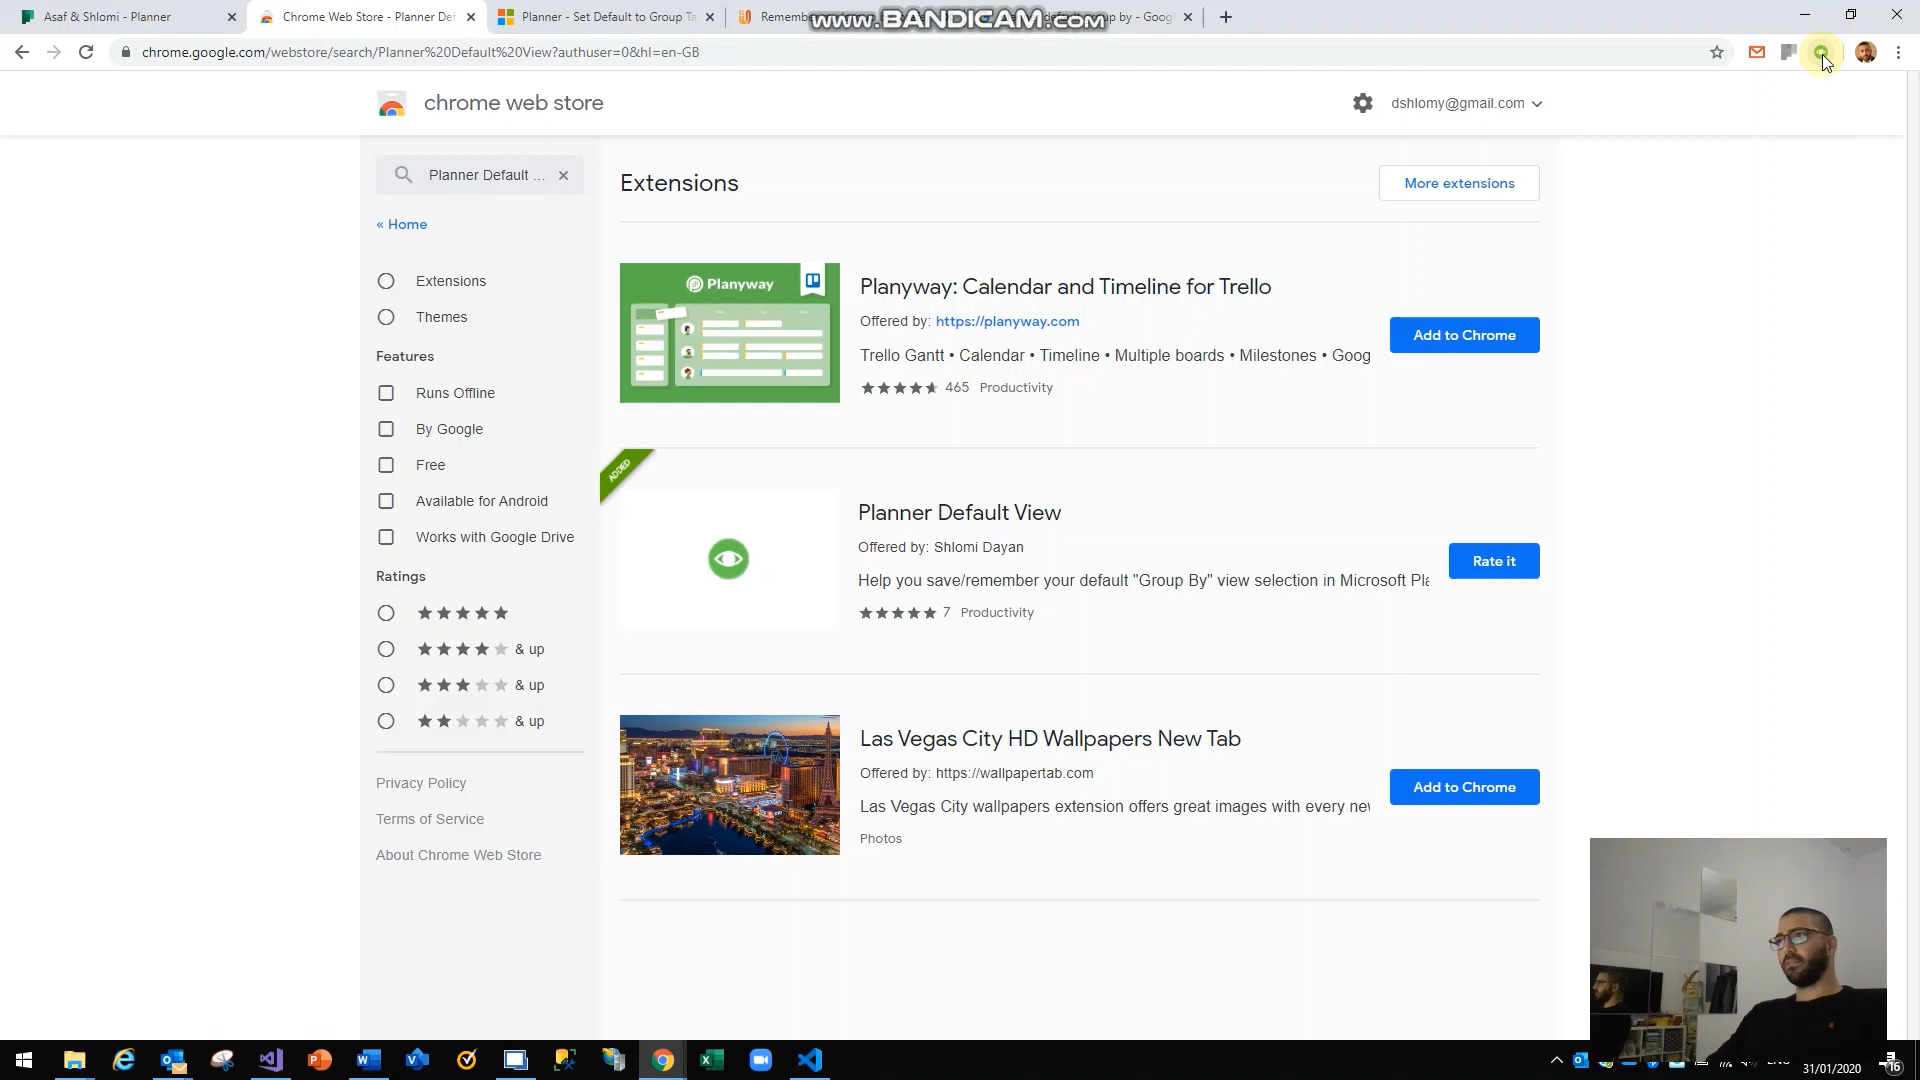 Asaf & Shlomi - Planner
Chrome Web Store - Planner Def
Planner - Set Default to Group Ta
www.BANDICAM.com
chrome.google.com/webstore/search/Planner%20Default%20View?authuser=0&hl=en-GB
chrome web store
dshlomy@gmail.com
Planner Default ...
Extensions
More extensions
« Home
Extensions
Themes
Features
Runs Offline
By Google
Free
Available for Android
Works with Google Drive
Ratings
& up
& up
& up
Privacy Policy
Terms of Service
About Chrome Web Store
Planyway
Planyway: Calendar and Timeline for Trello
Offered by: https://planyway.com
Trello Gantt • Calendar • Timeline • Multiple boards • Milestones • Goog
465 Productivity
Add to Chrome
ADDED
Planner Default View
Offered by: Shlomi Dayan
Help you save/remember your default "Group By" view selection in Microsoft Pla
7 Productivity
Rate it
Las Vegas City HD Wallpapers New Tab
Offered by: https://wallpapertab.com
Las Vegas City wallpapers extension offers great images with every new
Photos
Add to Chrome
31/01/2020
16